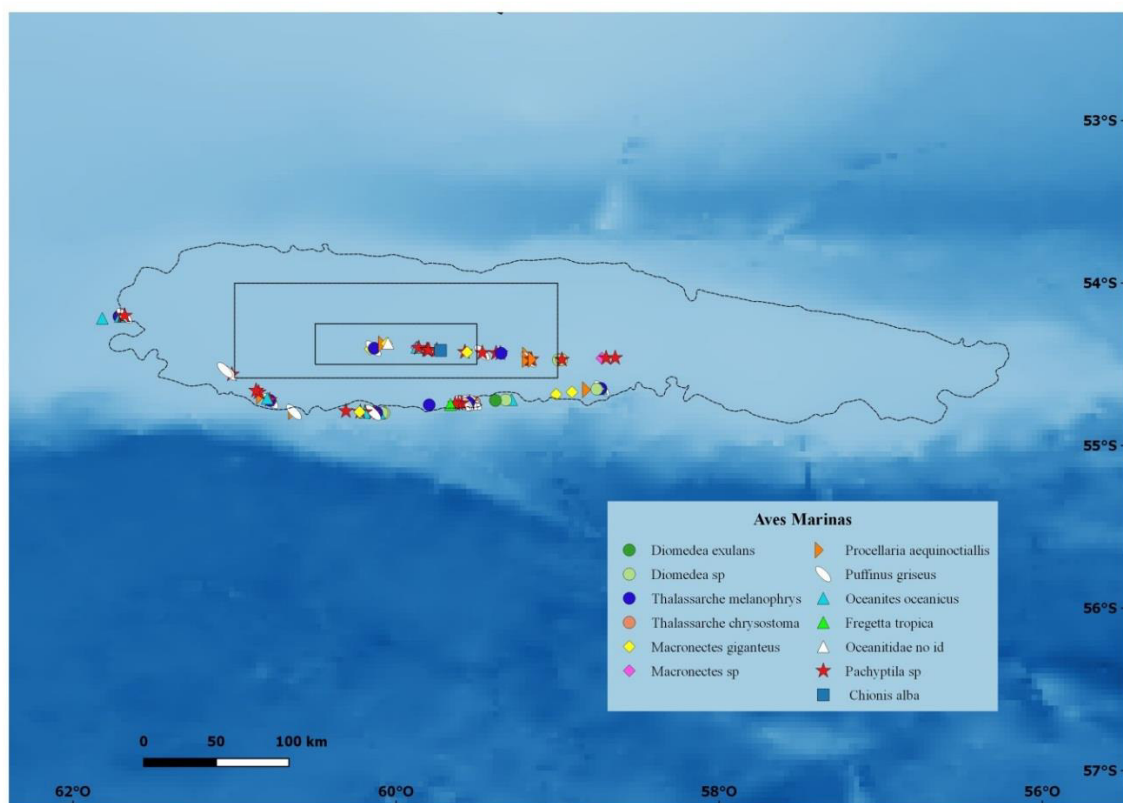 53°S
54°S
55°S
Aves Marinas
Diomedea exulans
Diomedea sp
Thalassarche melanophrys
Thalassarche chrysostoma
Macronectes giganteus
Macronectes sp
Procellaria aequinoctiallis
Puffinus griseus
Oceanites oceanicus
Fregetta tropica
Oceanitidae no id
Pachyptila sp
Chionis alba
56°S
0 50 100 km
57°S
62°O 60°O 58°O 56°O